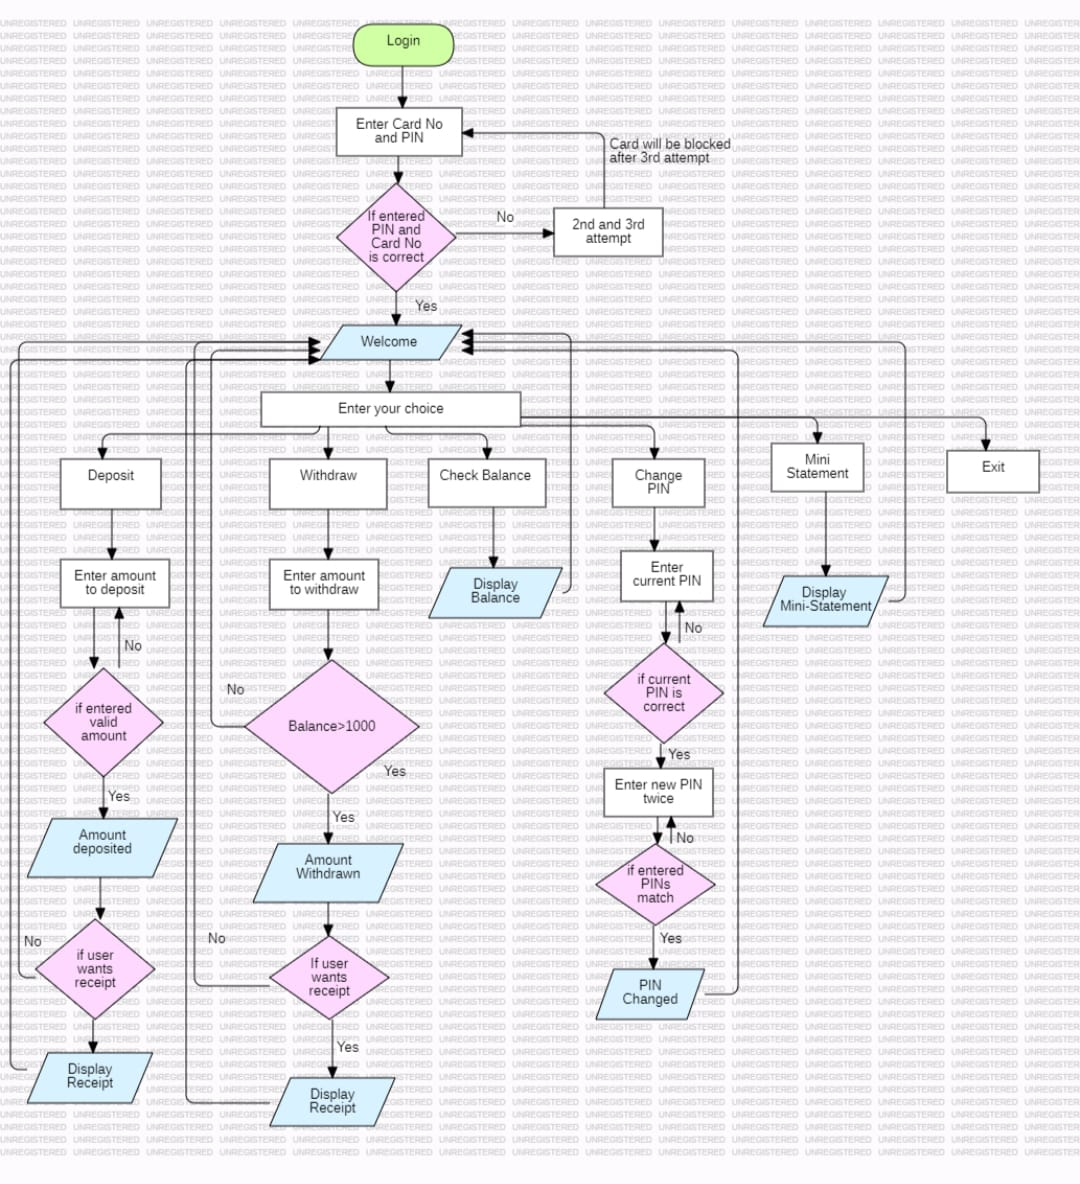 Login
Enter Card No
and PIN
Card will be blocked
after 3rd attempt
If entered
PIN and
Card No
is correct
No
2nd and 3rd
attempt
Yes
Welcome
Enter your choice
Deposit
Withdraw
Check Balance
Change
PIN
Mini
Statement
Exit
Enter amount
to deposit
Enter amount
to withdraw
Display
Balance
Enter
current PIN
Display
Mini-Statement
No
No
if entered
valid
amount
No
Balance>1000
Yes
if current
PIN is
correct
Yes
Yes
Yes
Enter new PIN
twice
No
Amount
deposited
Amount
Withdrawn
if entered
PINs
match
Yes
No
if user
wants
receipt
No
If user
wants
receipt
PIN
Changed
Yes
Display
Receipt
Display
Receipt
UNREGISTERED